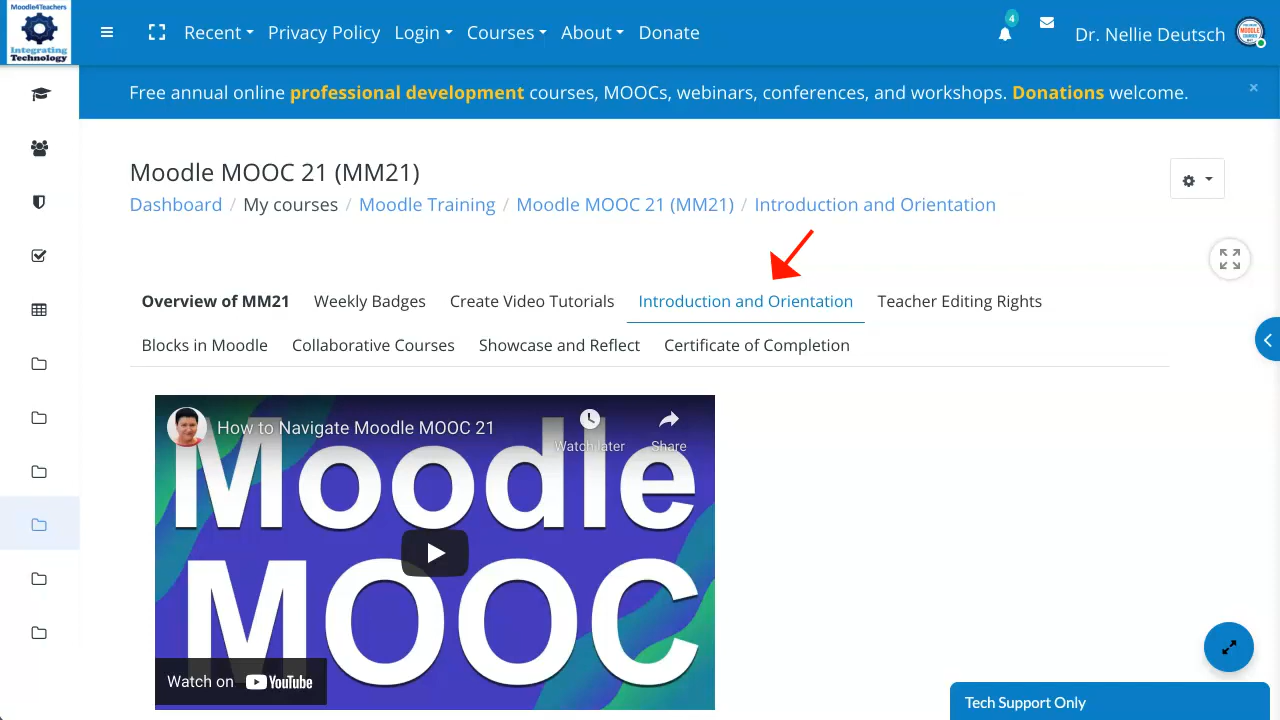 Moodle4Teachers
Integrating
Technology
Recent Privacy Policy Login Courses About Donate
4
Dr. Nellie Deutsch
MOODLE
Free annual online professional development courses, MOOCs, webinars, conferences, and workshops. Donations welcome.
×
Moodle MOOC 21 (MM21)
Dashboard / My courses / Moodle Training / Moodle MOOC 21 (MM21) / Introduction and Orientation
Overview of MM21 Weekly Badges Create Video Tutorials Introduction and Orientation Teacher Editing Rights
Blocks in Moodle Collaborative Courses Showcase and Reflect Certificate of Completion
How to Navigate Moodle MOOC 21
Watch later Share
Moodle
MOOC
Watch on YouTube
Tech Support Only